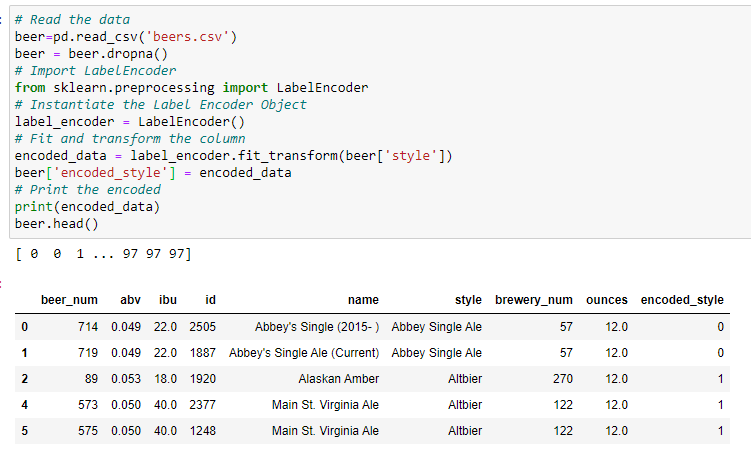 # Read the data
beer=pd.read_csv('beers.csv')
beer = beer.dropna()
# Import LabelEncoder
from sklearn.preprocessing import LabelEncoder
# Instantiate the Label Encoder Object
label_encoder = LabelEncoder()
# Fit and transform the column
encoded_data = label_encoder.fit_transform(beer['style'])
beer['encoded_style'] = encoded_data
# Print the encoded
print(encoded_data)
beer.head()
[ 0  0  1 ... 97 97 97]
beer_num abv ibu id name style brewery_num ounces encoded_style
0 714 0.049 22.0 2505 Abbey's Single (2015- ) Abbey Single Ale 57 12.0 0
1 719 0.049 22.0 1887 Abbey's Single Ale (Current) Abbey Single Ale 57 12.0 0
2 89 0.053 18.0 1920 Alaskan Amber Altbier 270 12.0 1
4 573 0.050 40.0 2377 Main St. Virginia Ale Altbier 122 12.0 1
5 575 0.050 40.0 1248 Main St. Virginia Ale Altbier 122 12.0 1